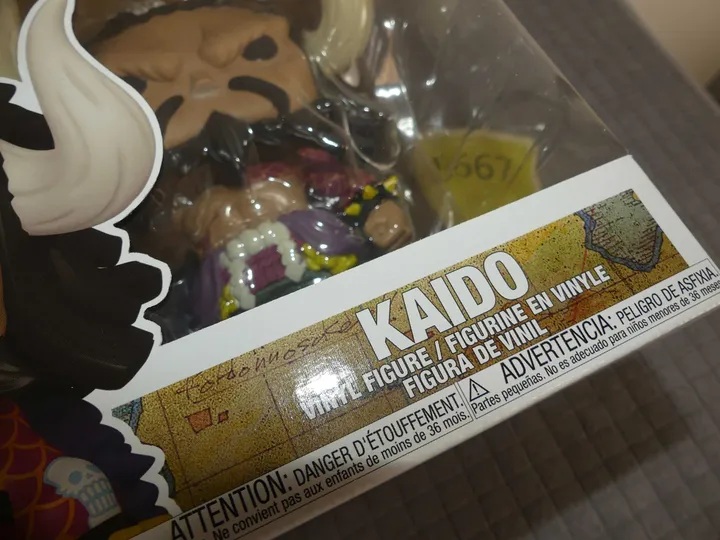 1667
KAIDO
VINYL FIGURE / FIGURINE EN VINYLE
FIGURA DE VINIL
ATTENTION: DANGER D'ÉTOUFFEMENT.
Ne convient pas aux enfants de moins de 36 mois.
ADVERTENCIA: PELIGRO DE ASFIXIA.
Partes pequeñas. No es adecuado para niños menores de 36 meses